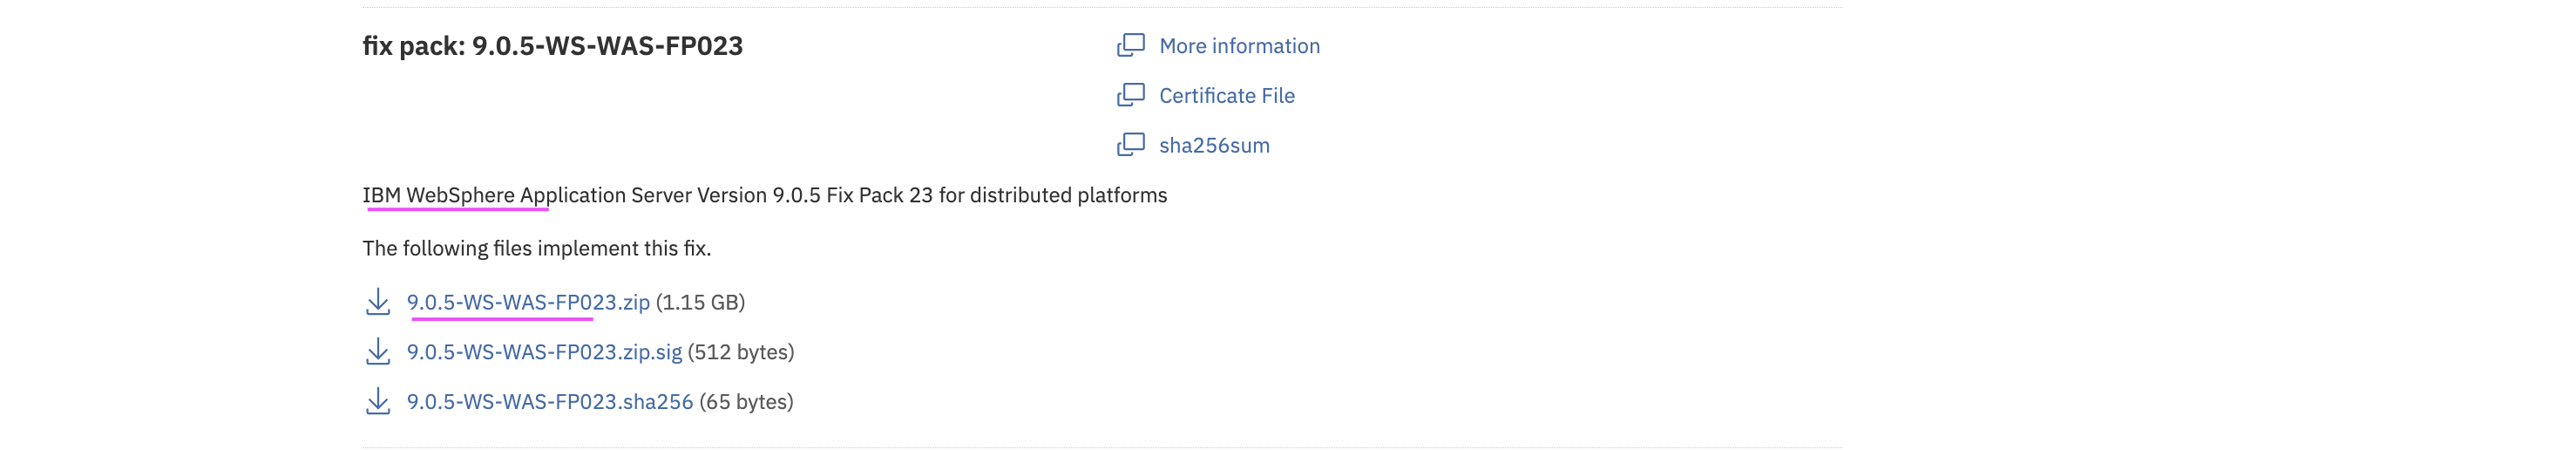 fix pack: 9.0.5-WS-WAS-FP023
More information
Certificate File
sha256sum
IBM WebSphere Application Server Version 9.0.5 Fix Pack 23 for distributed platforms
The following files implement this fix.
9.0.5-WS-WAS-FP023.zip (1.15 GB)
9.0.5-WS-WAS-FP023.zip.sig (512 bytes)
9.0.5-WS-WAS-FP023.sha256 (65 bytes)